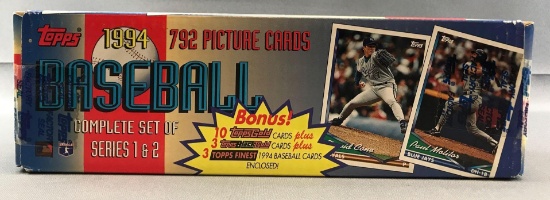 Topps
1994
792 PICTURE CARDS
BASEBALL
COMPLETE SET OF
SERIES 1 & 2
Bonus!
10 Topps Gold CARDS plus
3 Topps CARDS plus
3 TOPPS FINEST 1994 BASEBALL CARDS
ENCLOSED!
Topps
Topps
Paul Molitor
BLUE JAYS